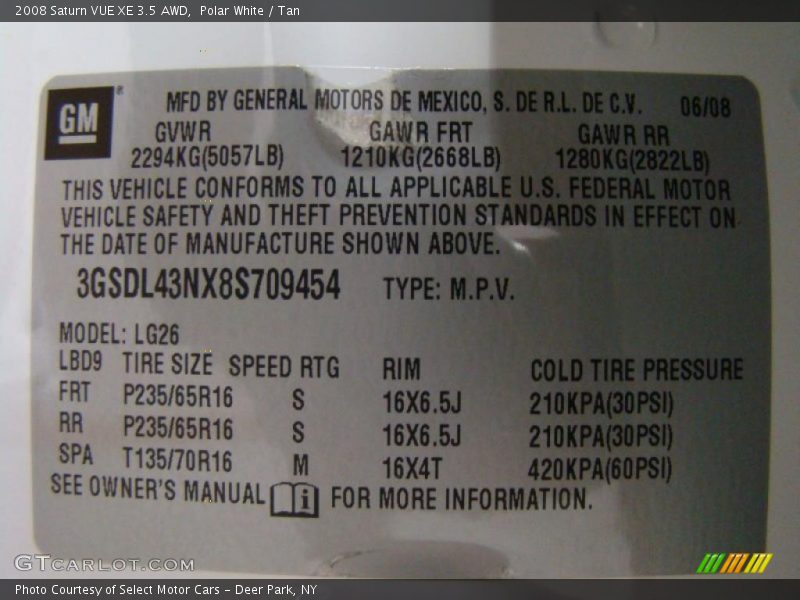 2008 Saturn VUE XE 3.5 AWD, Polar White / Tan
GM ®
MFD BY GENERAL MOTORS DE MEXICO, S. DE R.L. DE C.V. 06/08
GVWR GAWR FRT GAWR RR
2294KG(5057LB) 1210KG(2668LB) 1280KG(2822LB)
THIS VEHICLE CONFORMS TO ALL APPLICABLE U.S. FEDERAL MOTOR
VEHICLE SAFETY AND THEFT PREVENTION STANDARDS IN EFFECT ON
THE DATE OF MANUFACTURE SHOWN ABOVE.
3GSDL43NX8S709454 TYPE: M.P.V.
MODEL: LG26
LBD9 TIRE SIZE SPEED RTG RIM COLD TIRE PRESSURE
FRT P235/65R16 S 16X6.5J 210KPA(30PSI)
RR P235/65R16 S 16X6.5J 210KPA(30PSI)
SPA T135/70R16 M 16X4T 420KPA(60PSI)
SEE OWNER'S MANUAL i FOR MORE INFORMATION.
GTCARLOT.COM
Photo Courtesy of Select Motor Cars - Deer Park, NY